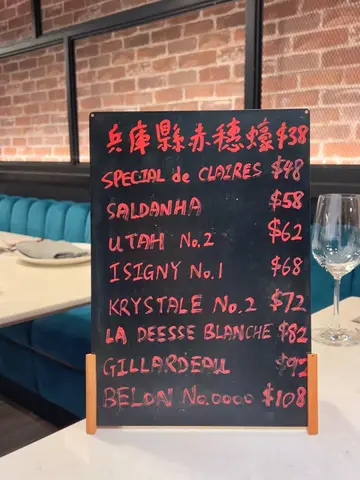 兵庫縣赤穗蠔 $38
SPECIAL de CLAIRES $48
SALDANHA $58
UTAH No.2 $62
ISIGNY No.1 $68
KRYSTALE No.2 $72
LA DEESSE BLANCHE $82
GILLARDEAU $92
BELON No.0000 $108